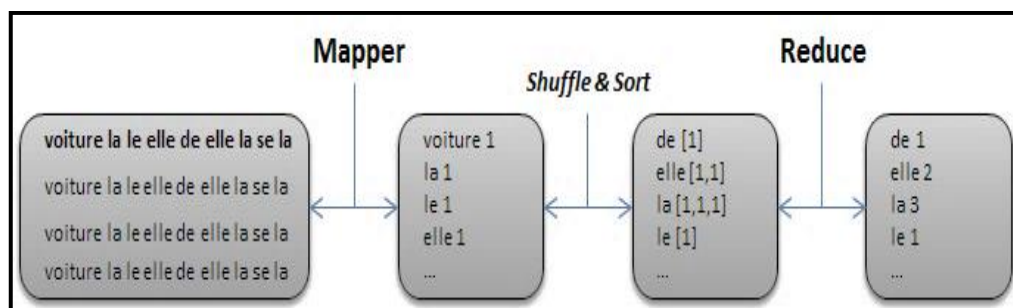 Mapper
Shuffle & Sort
Reduce
voiture la le elle de elle la se la
voiture la le elle de elle la se la
voiture la le elle de elle la se la
voiture la le elle de elle la se la
voiture 1
la 1
le 1
elle 1
...
de [1]
elle [1,1]
la [1,1,1]
le [1]
...
de 1
elle 2
la 3
le 1
...